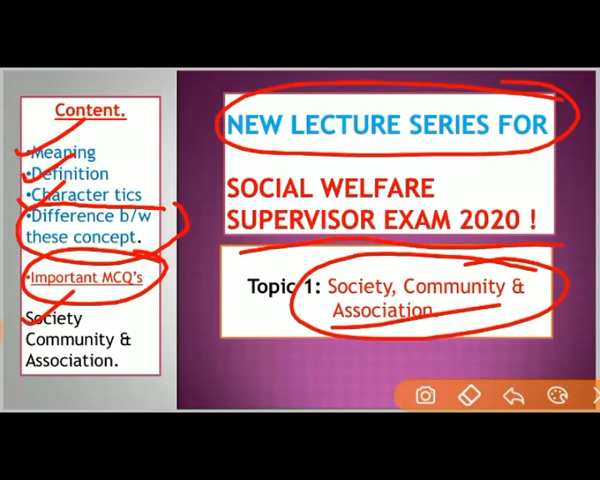 Content.
•Meaning
•Definition
•Character tics
•Difference b/w
these concept.
•Important MCQ's
Society
Community &
Association.
NEW LECTURE SERIES FOR
SOCIAL WELFARE
SUPERVISOR EXAM 2020 !
Topic 1: Society, Community &
Association.